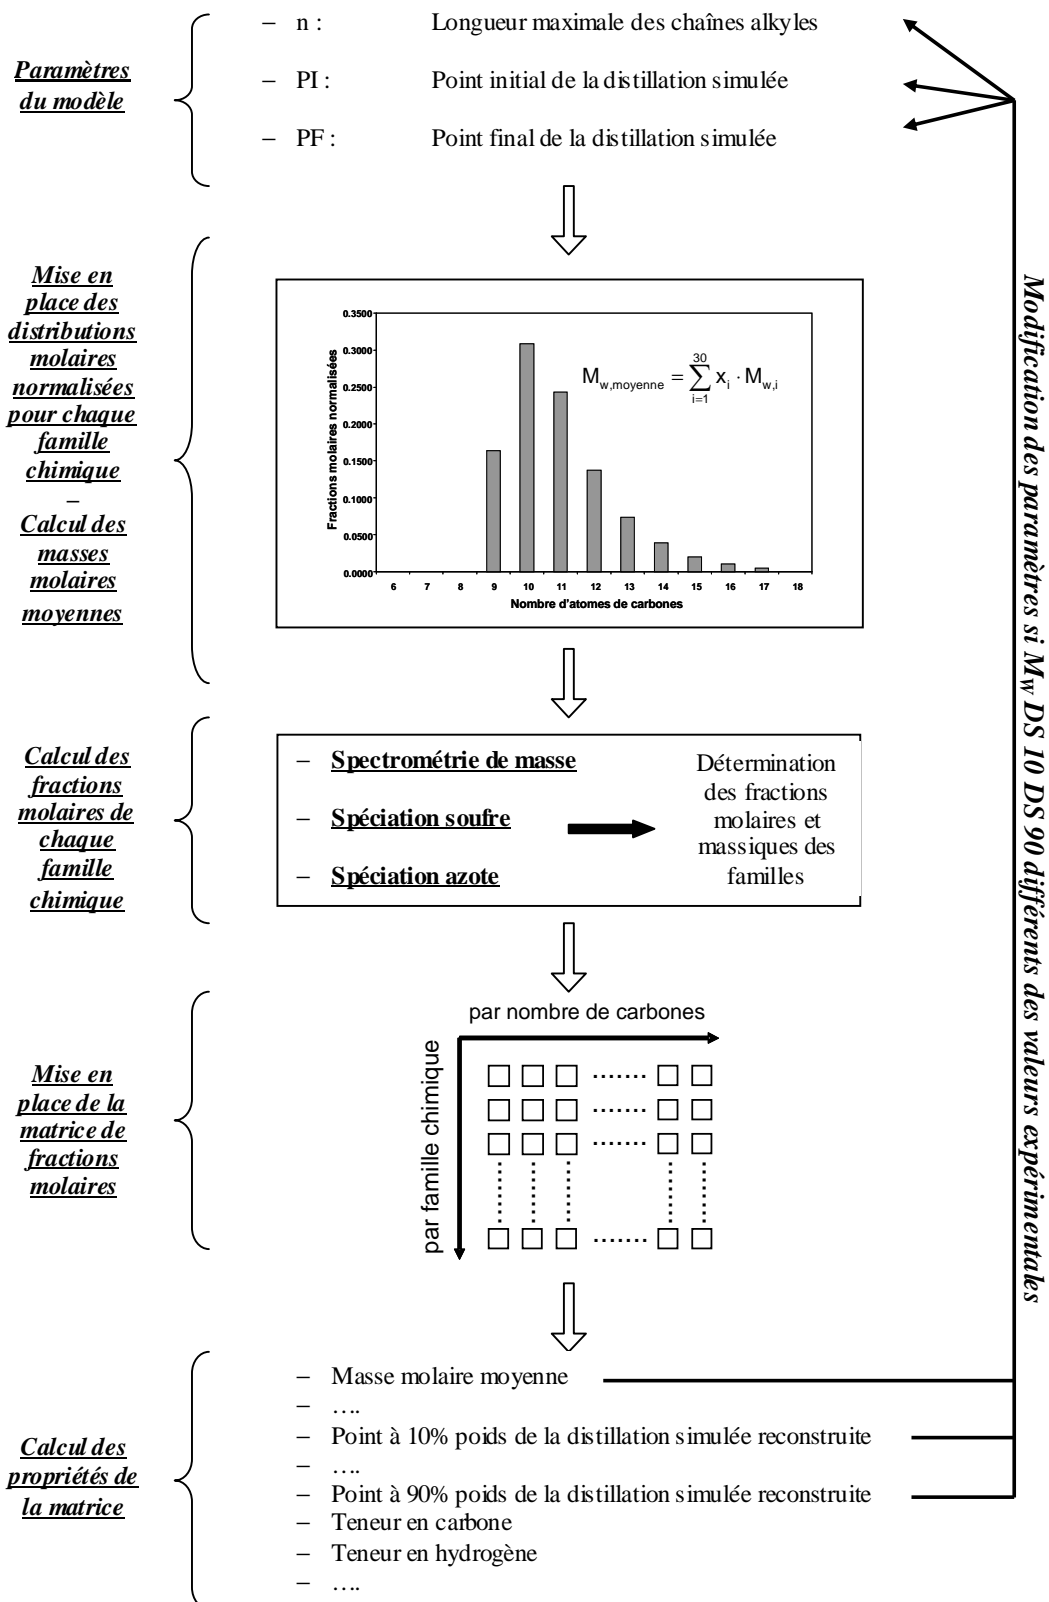 Paramètres
du modèle
– n : Longueur maximale des chaînes alkyles
– PI : Point initial de la distillation simulée
– PF : Point final de la distillation simulée
Mise en
place des
distributions
molaires
normalisées
pour chaque
famille
chimique
–
Calcul des
masses
molaires
moyennes
Fractions molaires normalisées
0.3500
0.3000
0.2500
0.2000
0.1500
0.1000
0.0500
0.0000
M_{w,moyenne} = \sum_{i=1}^{30} x_i · M_{w,i}
6 7 8 9 10 11 12 13 14 15 16 17 18
Nombre d'atomes de carbones
Calcul des
fractions
molaires de
chaque
famille
chimique
– Spectrométrie de masse
– Spéciation soufre
– Spéciation azote
Détermination
des fractions
molaires et
massiques des
familles
Mise en
place de la
matrice de
fractions
molaires
par nombre de carbones
par famille chimique
Calcul des
propriétés de
la matrice
– Masse molaire moyenne
– ….
– Point à 10% poids de la distillation simulée reconstruite
– ….
– Point à 90% poids de la distillation simulée reconstruite
– Teneur en carbone
– Teneur en hydrogène
– ….
Modification des paramètres si M_W DS 10 DS 90 différents des valeurs expérimentales